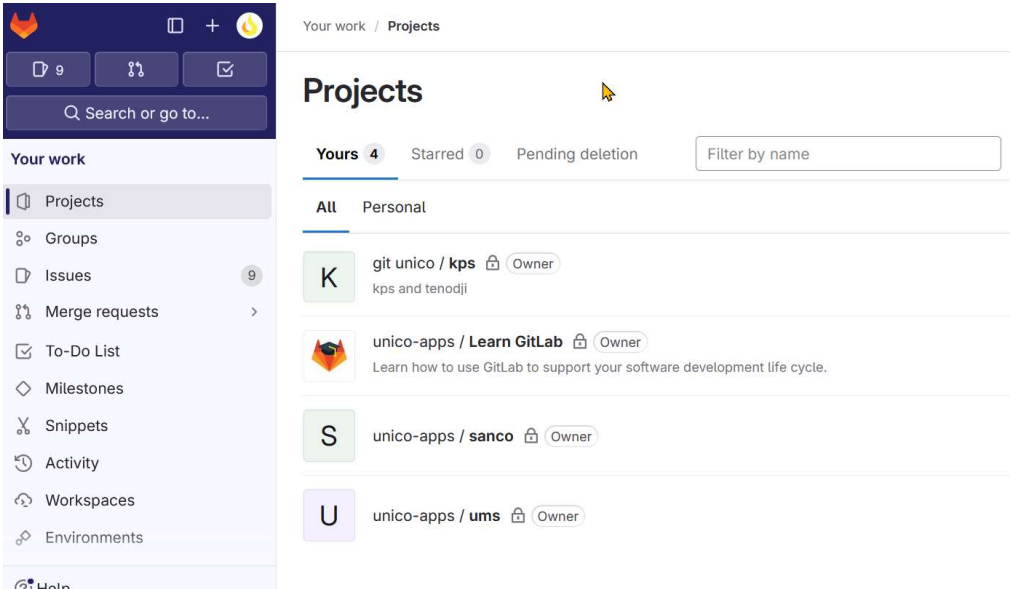 Your work / Projects
9
Search or go to...
Your work
Projects
Groups
Issues 9
Merge requests
To-Do List
Milestones
Snippets
Activity
Workspaces
Environments
Help
Projects
Yours 4 Starred 0 Pending deletion Filter by name
All Personal
K git unico / kps Owner
kps and tenodji
unico-apps / Learn GitLab Owner
Learn how to use GitLab to support your software development life cycle.
S unico-apps / sanco Owner
U unico-apps / ums Owner